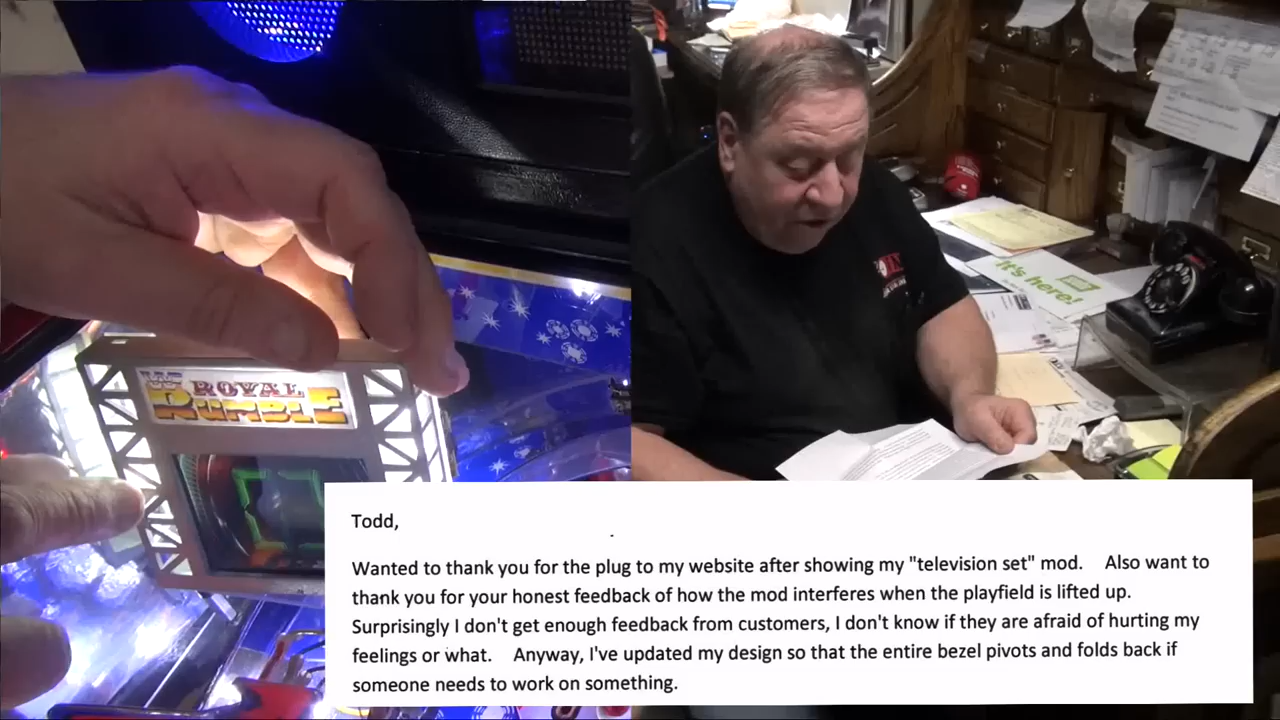 ROYAL
RUMBLE
It's here!
Todd,
Wanted to thank you for the plug to my website after showing my "television set" mod. Also want to
thank you for your honest feedback of how the mod interferes when the playfield is lifted up.
Surprisingly I don't get enough feedback from customers, I don't know if they are afraid of hurting my
feelings or what. Anyway, I've updated my design so that the entire bezel pivots and folds back if
someone needs to work on something.